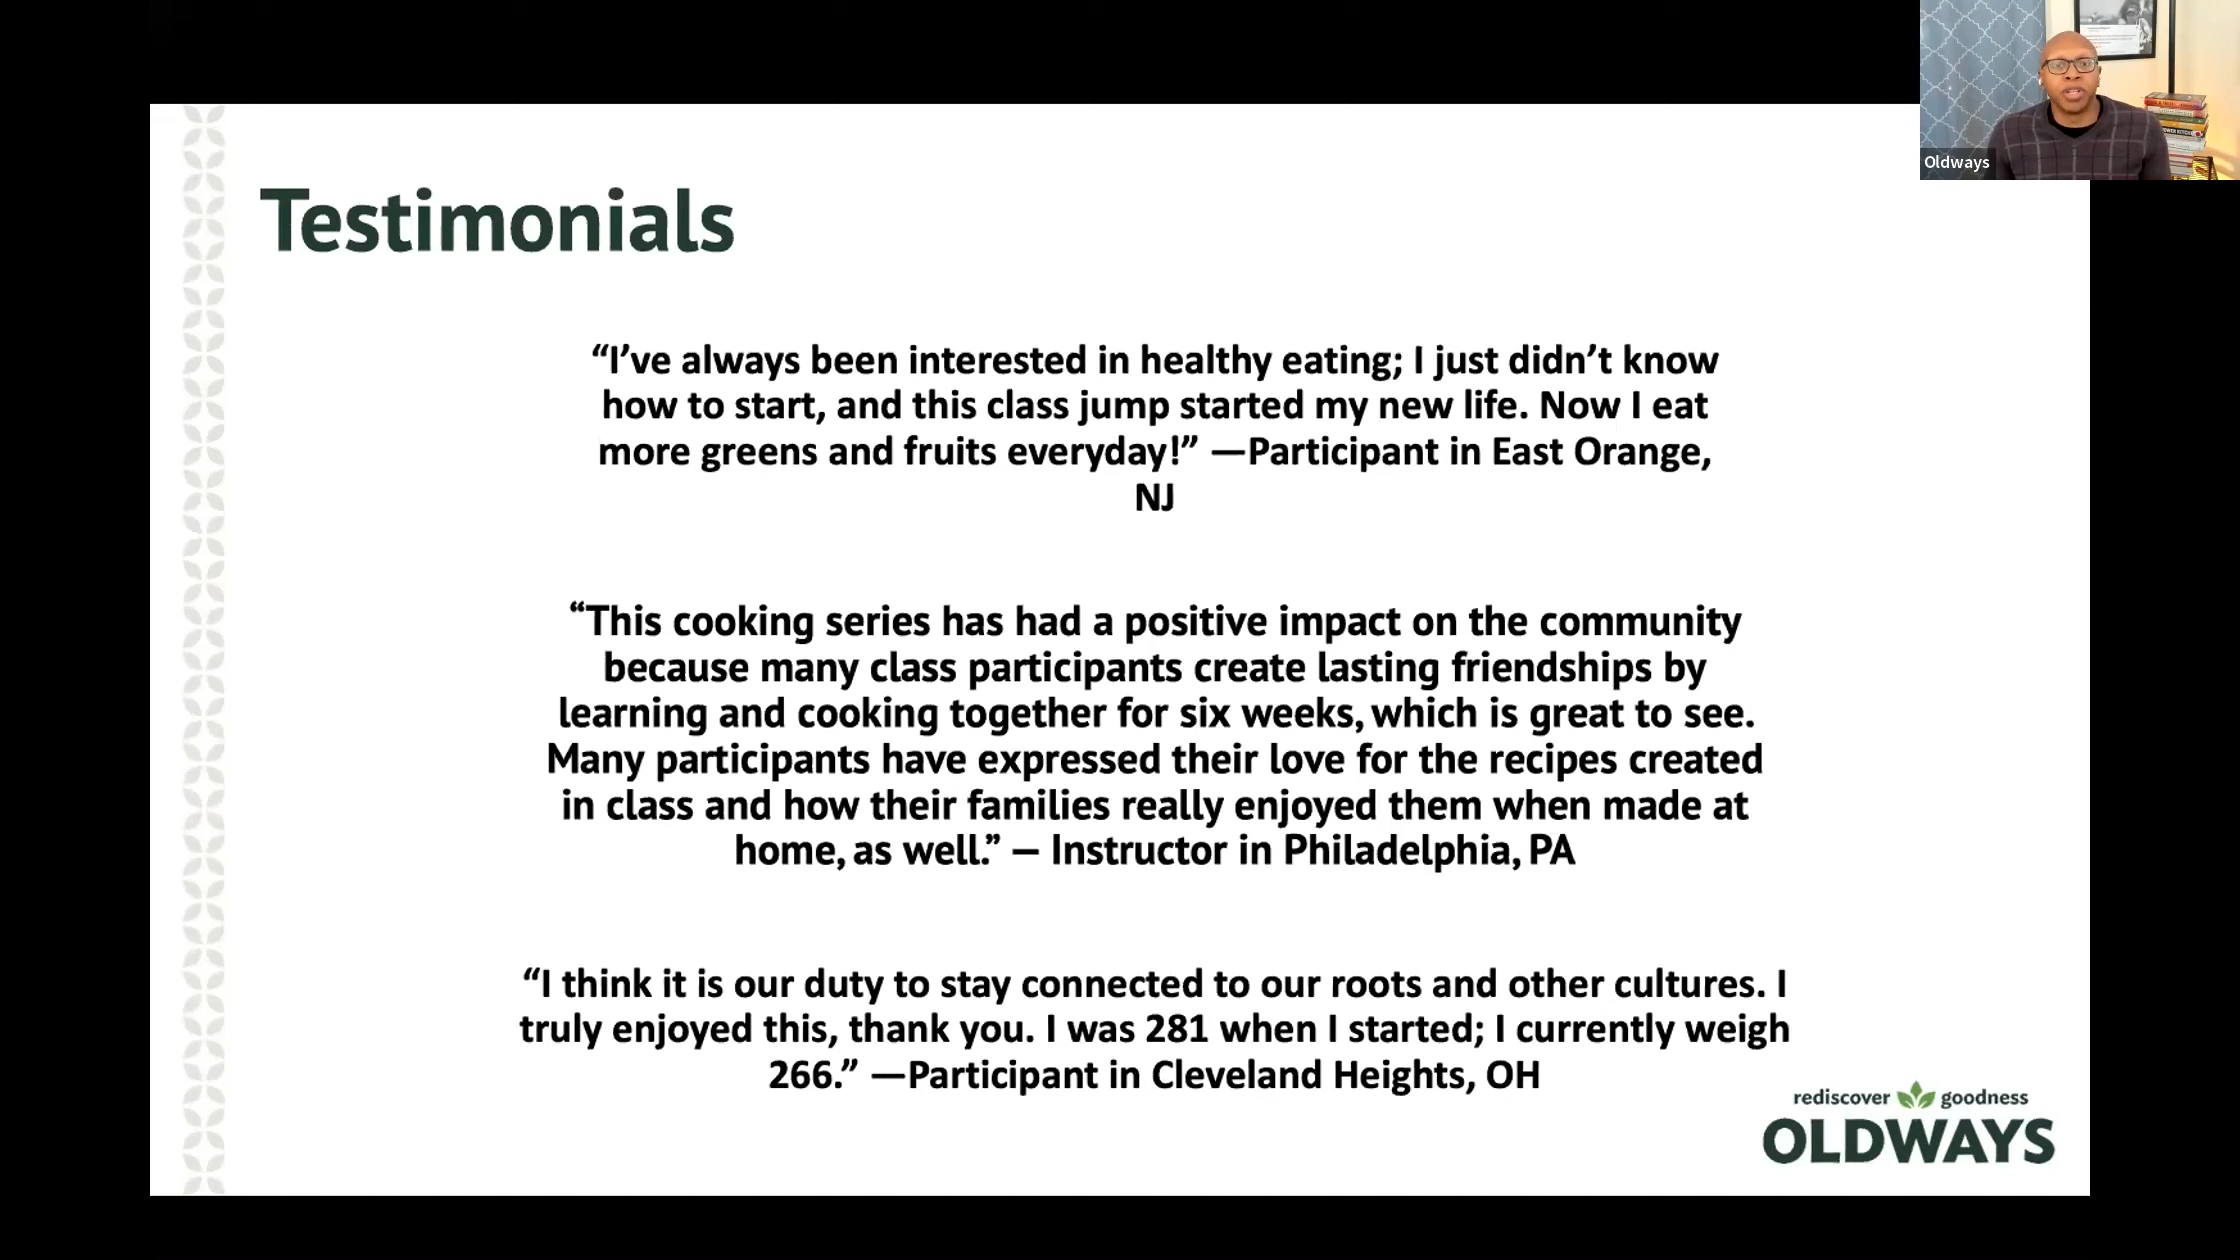 Oldways
Testimonials
“I’ve always been interested in healthy eating; I just didn’t know
how to start, and this class jump started my new life. Now I eat
more greens and fruits everyday!” —Participant in East Orange,
NJ
“This cooking series has had a positive impact on the community
because many class participants create lasting friendships by
learning and cooking together for six weeks, which is great to see.
Many participants have expressed their love for the recipes created
in class and how their families really enjoyed them when made at
home, as well.” — Instructor in Philadelphia, PA
“I think it is our duty to stay connected to our roots and other cultures. I
truly enjoyed this, thank you. I was 281 when I started; I currently weigh
266.” —Participant in Cleveland Heights, OH
rediscover goodness
OLDWAYS